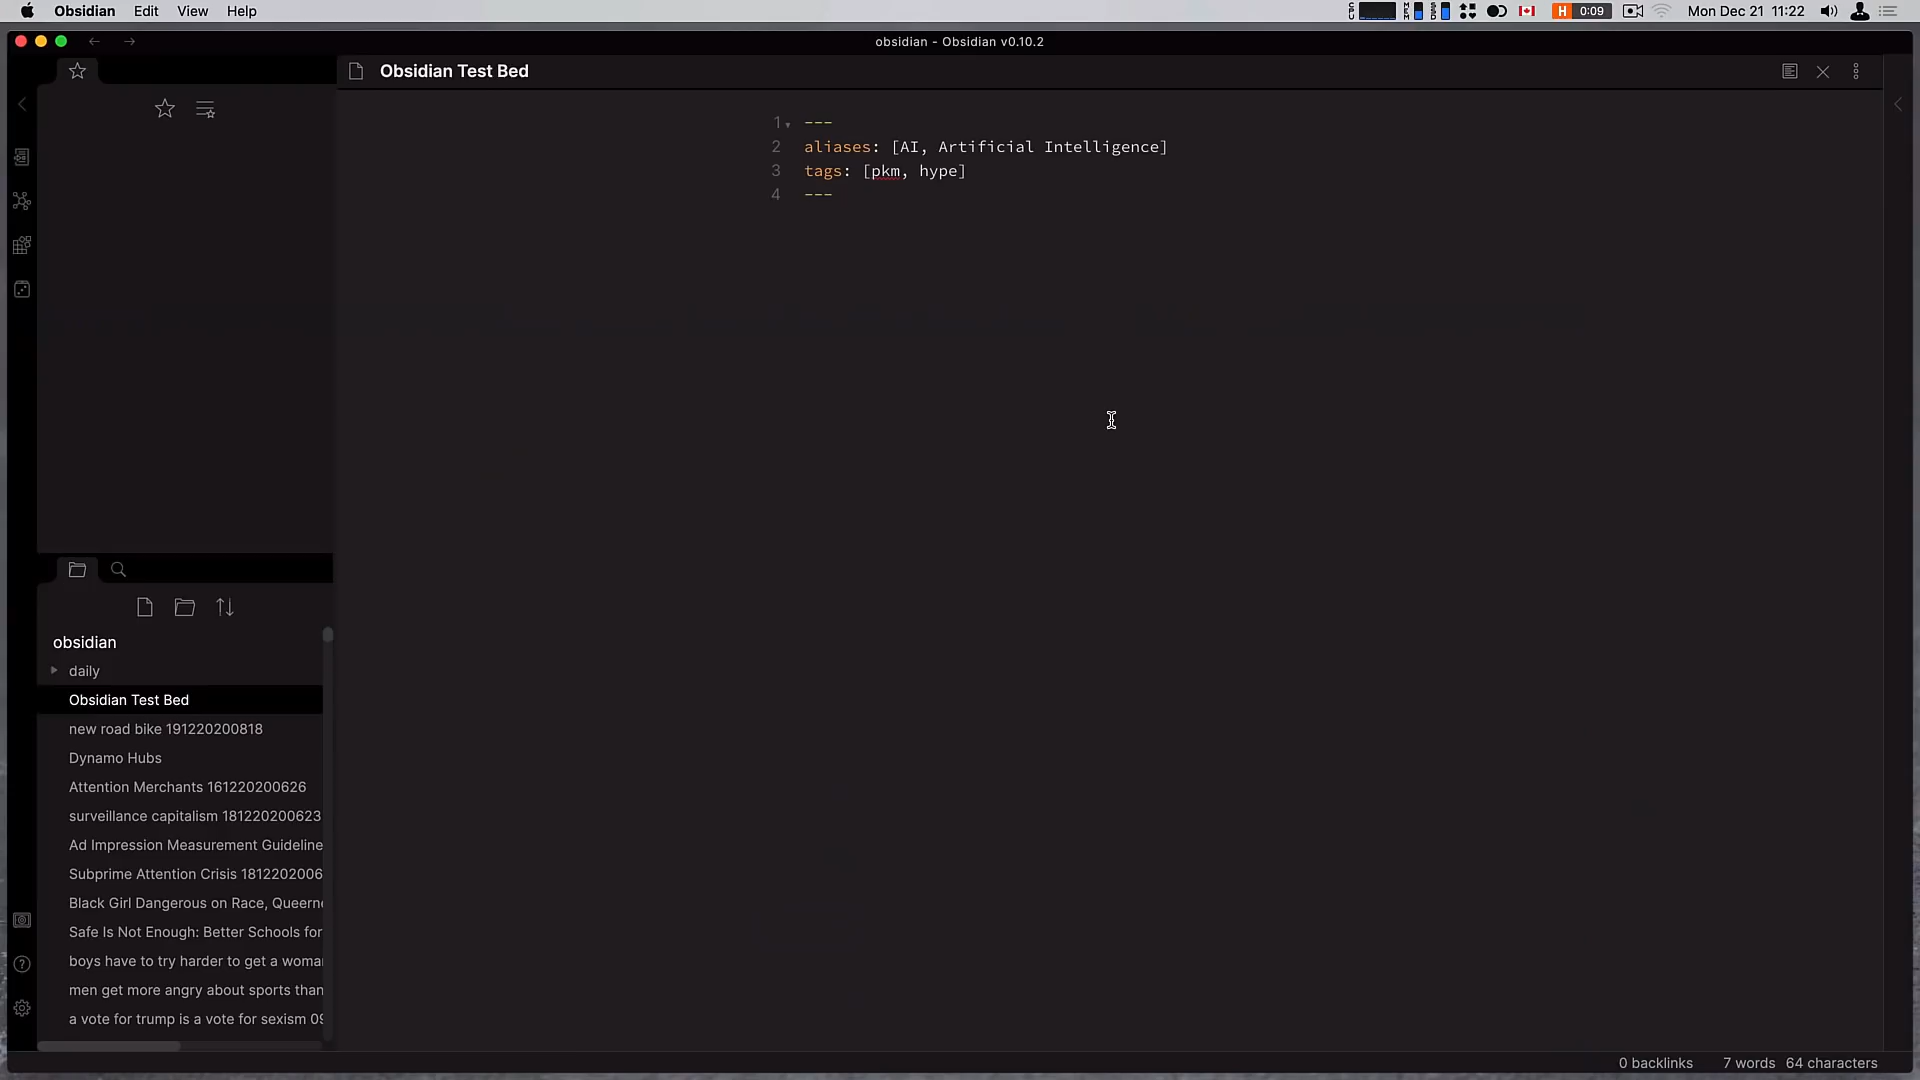 Obsidian Edit View Help
H 0:09 Mon Dec 21 11:22
obsidian - Obsidian v0.10.2
Obsidian Test Bed
1 ---
2 aliases: [AI, Artificial Intelligence]
3 tags: [pkm, hype]
4 ---
obsidian
daily
Obsidian Test Bed
new road bike 191220200818
Dynamo Hubs
Attention Merchants 161220200626
surveillance capitalism 181220200623
Ad Impression Measurement Guideline
Subprime Attention Crisis 1812202006
Black Girl Dangerous on Race, Queern
Safe Is Not Enough: Better Schools for
boys have to try harder to get a woma
men get more angry about sports than
a vote for trump is a vote for sexism 09
0 backlinks 7 words 64 characters